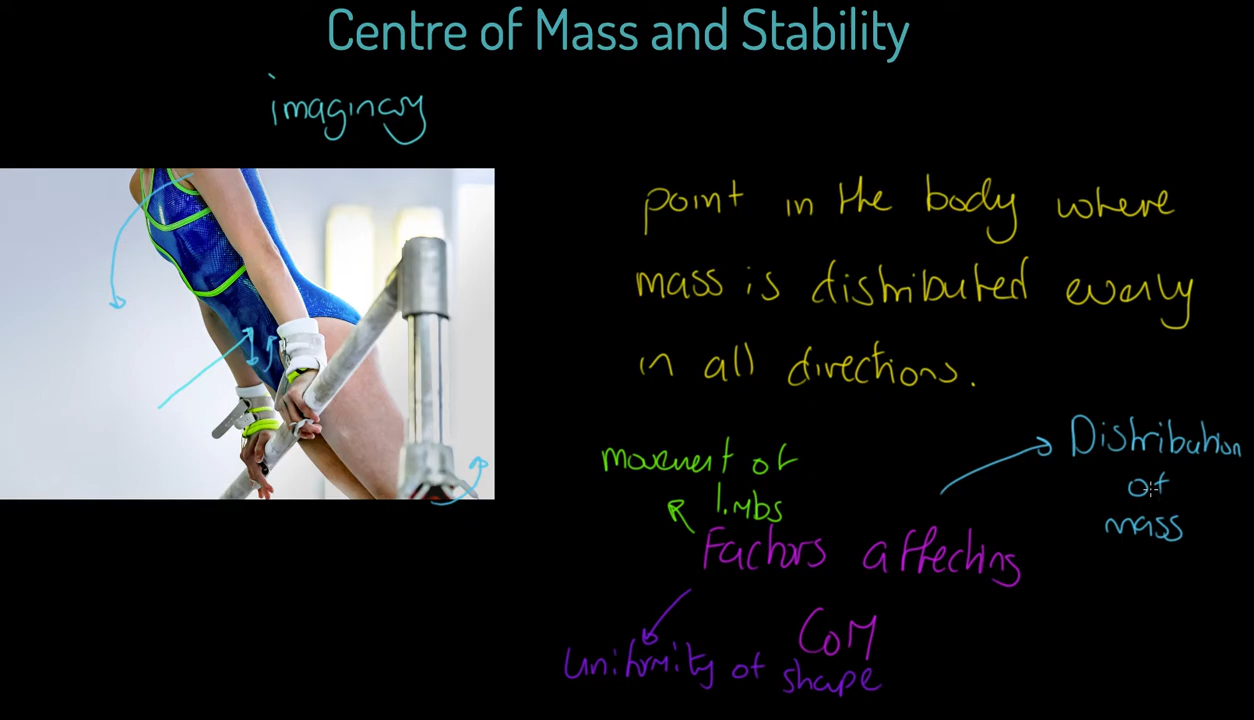 Centre of Mass and Stability
imaginary
point in the body where
mass is distributed evenly
in all directions.
movement of
limbs
Distribution
of
mass
Factors affecting
CoM
Uniformity of shape